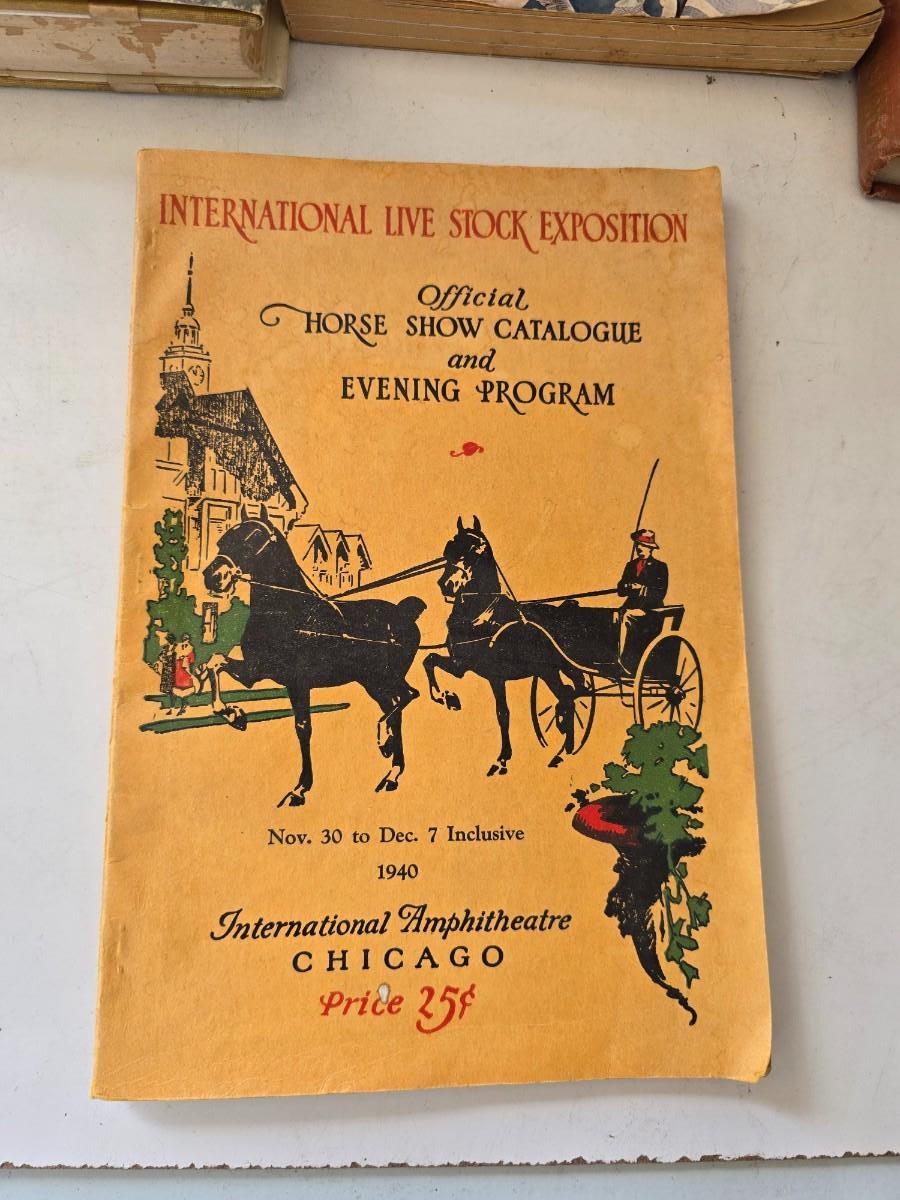 INTERNATIONAL LIVE STOCK EXPOSITION
Official
HORSE SHOW CATALOGUE
and
EVENING PROGRAM
Nov. 30 to Dec. 7 Inclusive
1940
International Amphitheatre
CHICAGO
Price 25¢